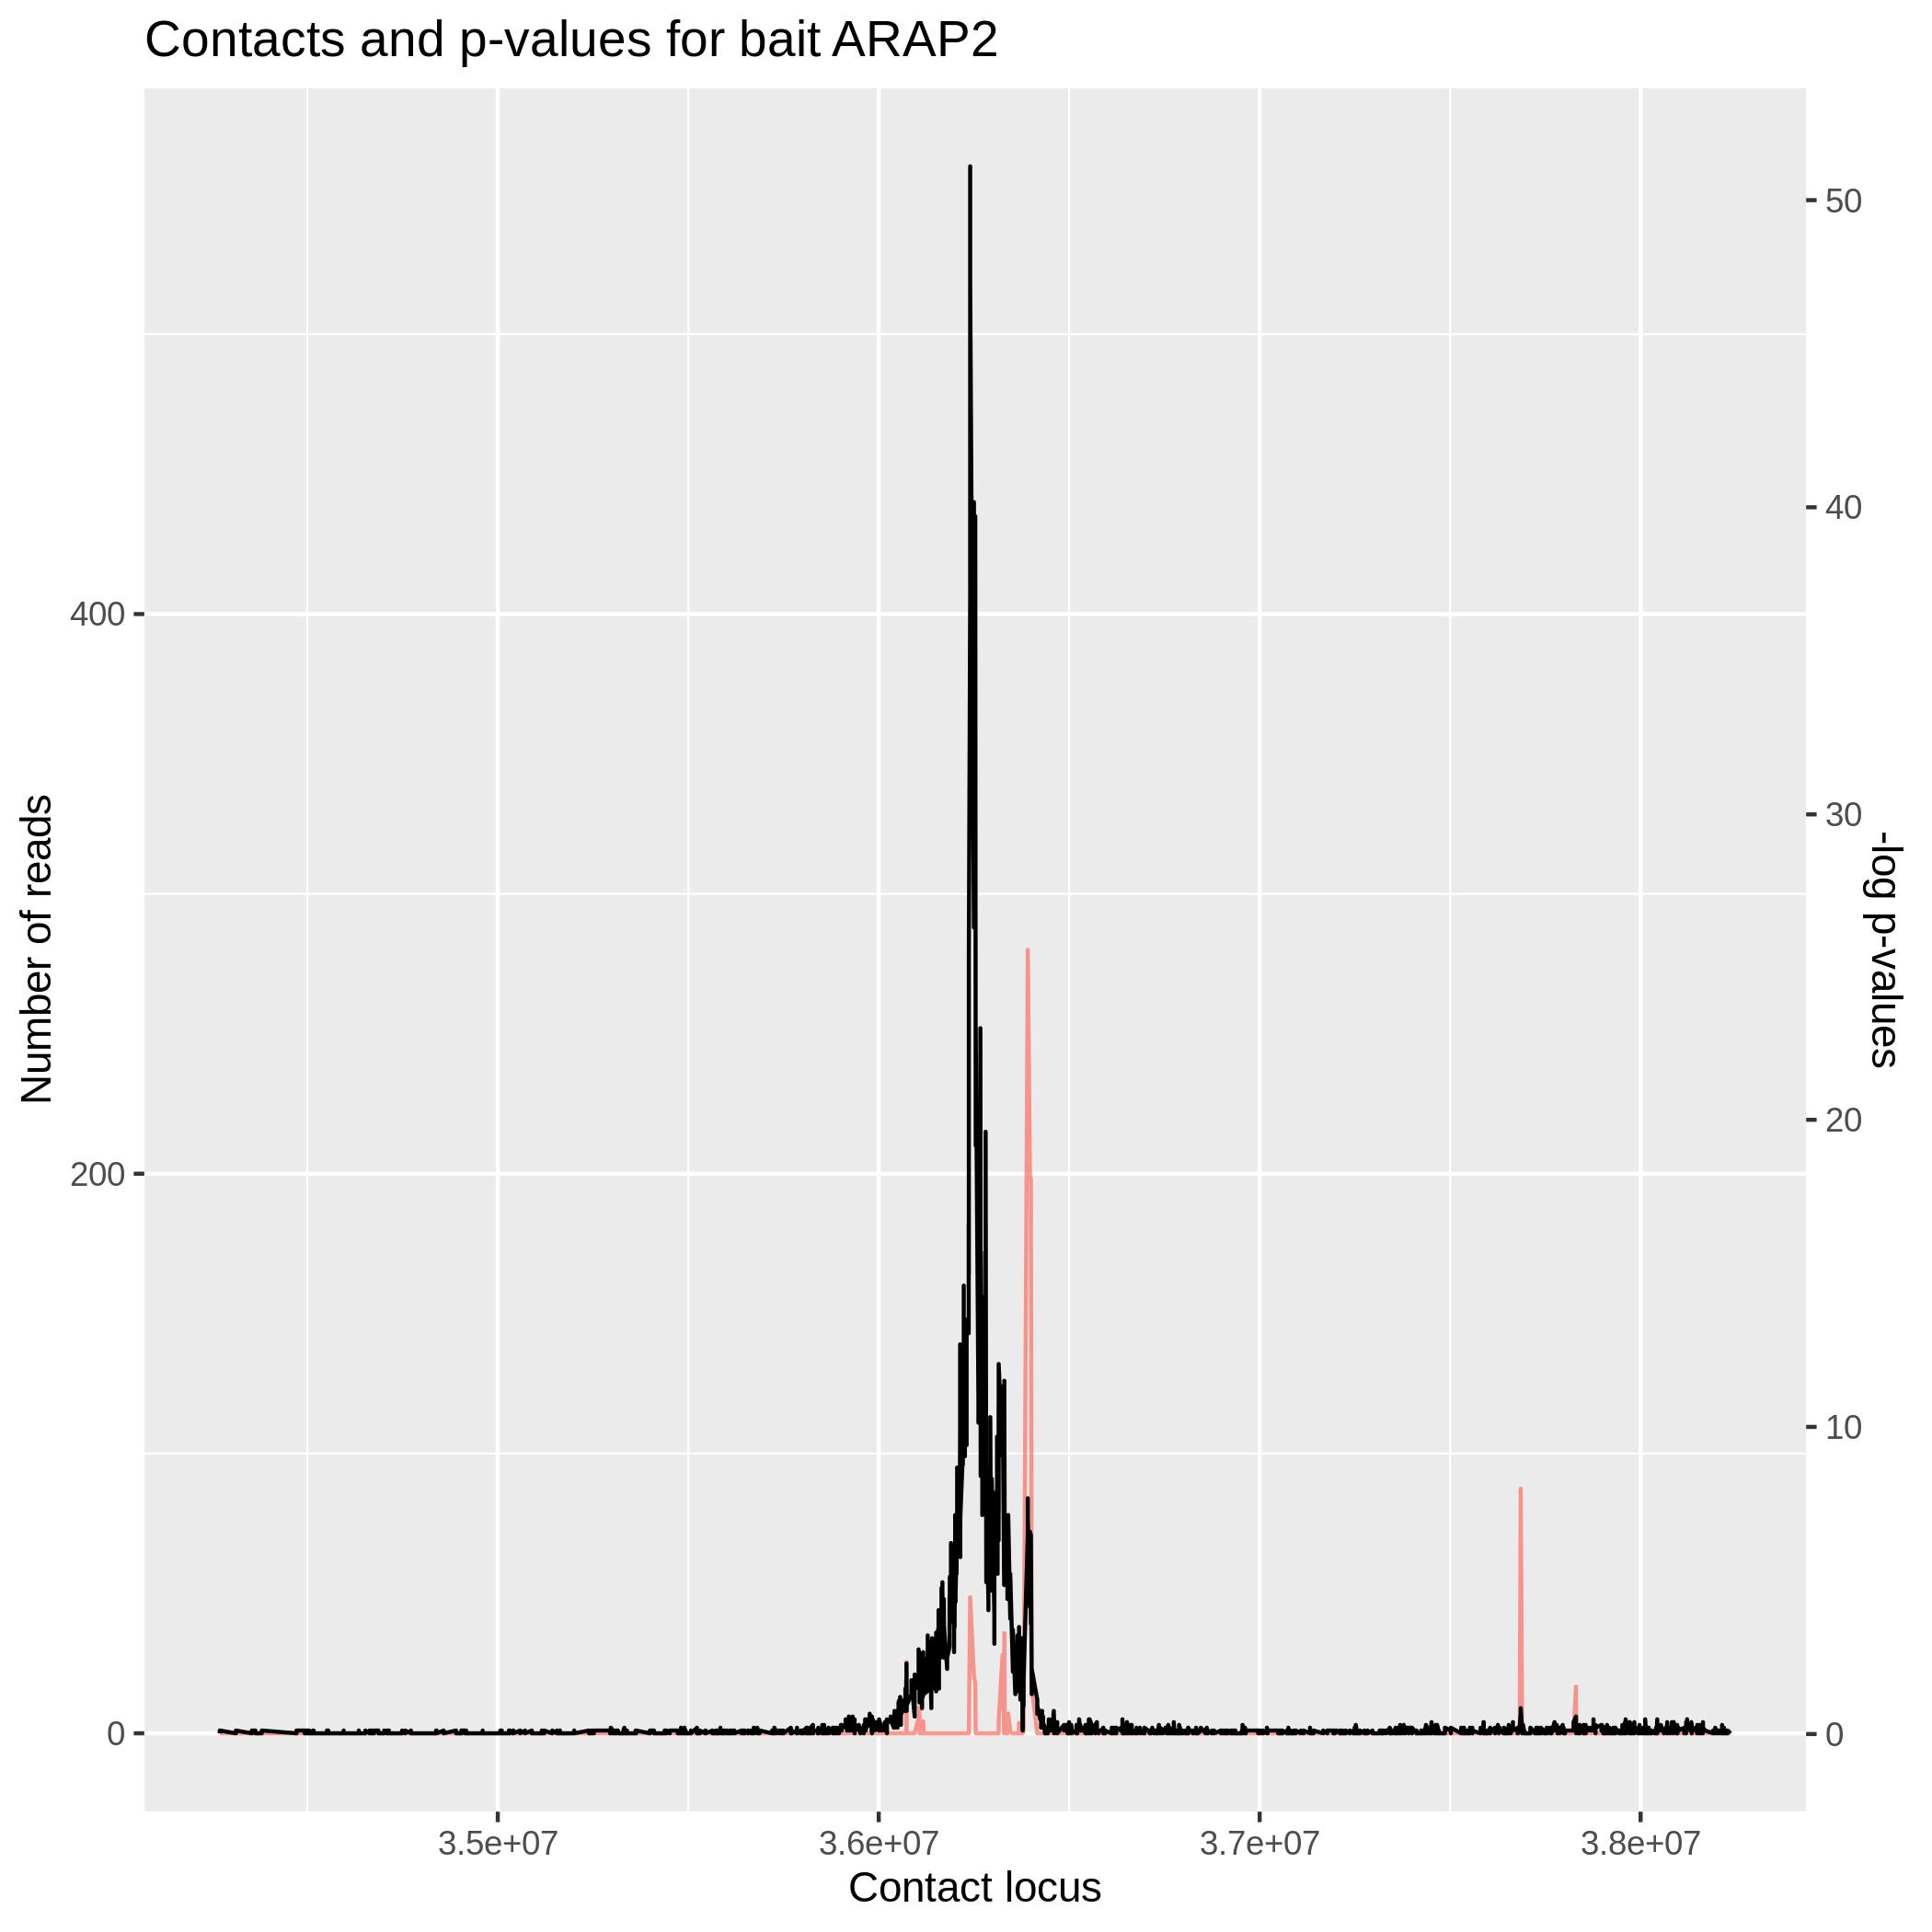 Contacts and p-values for bait ARAP2
Number of reads
400
200
0
50
40
30
20
10
0
-log p-values
3.5e+07
3.6e+07
3.7e+07
3.8e+07
Contact locus